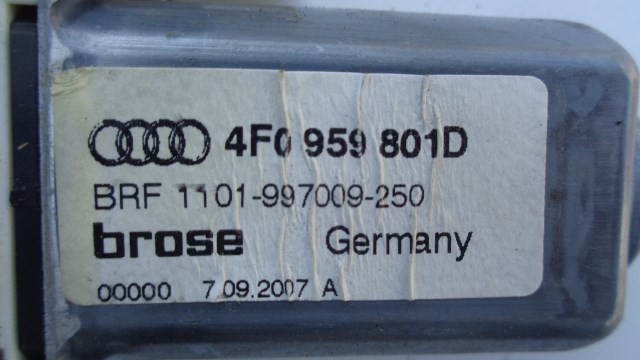 4F0 959 801D
BRF 1101-997009-250
brose Germany
00000 7.09.2007 A